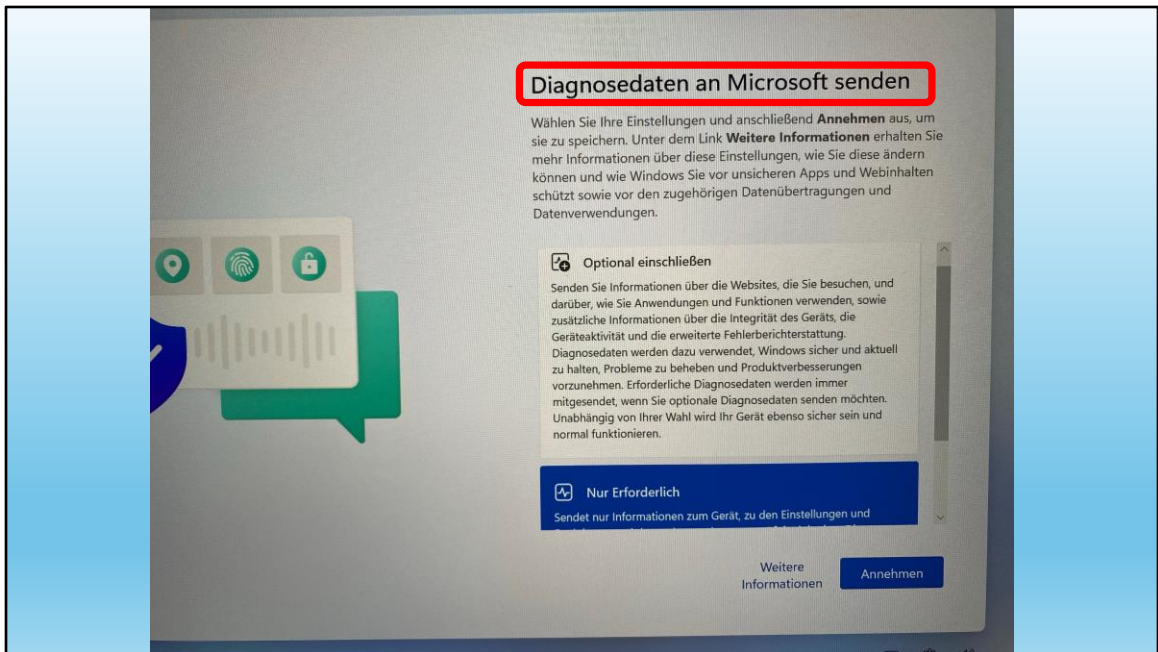 Diagnosedaten an Microsoft senden
Wählen Sie Ihre Einstellungen und anschließend Annehmen aus, um
sie zu speichern. Unter dem Link Weitere Informationen erhalten Sie
mehr Informationen über diese Einstellungen, wie Sie diese ändern
können und wie Windows Sie vor unsicheren Apps und Webinhalten
schützt sowie vor den zugehörigen Datenübertragungen und
Datenverwendungen.
Optional einschließen
Senden Sie Informationen über die Websites, die Sie besuchen, und
darüber, wie Sie Anwendungen und Funktionen verwenden, sowie
zusätzliche Informationen über die Integrität des Geräts, die
Geräteaktivität und die erweiterte Fehlerberichterstattung.
Diagnosedaten werden dazu verwendet, Windows sicher und aktuell
zu halten, Probleme zu beheben und Produktverbesserungen
vorzunehmen. Erforderliche Diagnosedaten werden immer
mitgesendet, wenn Sie optionale Diagnosedaten senden möchten.
Unabhängig von Ihrer Wahl wird Ihr Gerät ebenso sicher sein und
normal funktionieren.
Nur Erforderlich
Sendet nur Informationen zum Gerät, zu den Einstellungen und
Weitere
Informationen
Annehmen